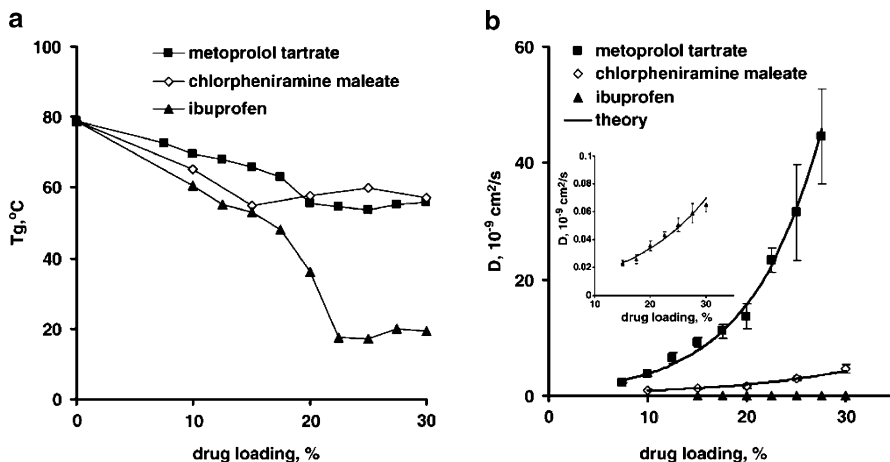 a
100
80
60
40
20
0
Tg,°C
0 10 20 30
drug loading, %
metoprolol tartrate
chlorpheniramine maleate
ibuprofen
b
60
40
20
0
D, 10⁻⁹ cm²/s
0 10 20 30
drug loading, %
metoprolol tartrate
chlorpheniramine maleate
ibuprofen
theory
0.1
0.08
0.06
0.04
0.02
0
D, 10⁻⁹ cm²/s
10 20 30
drug loading, %